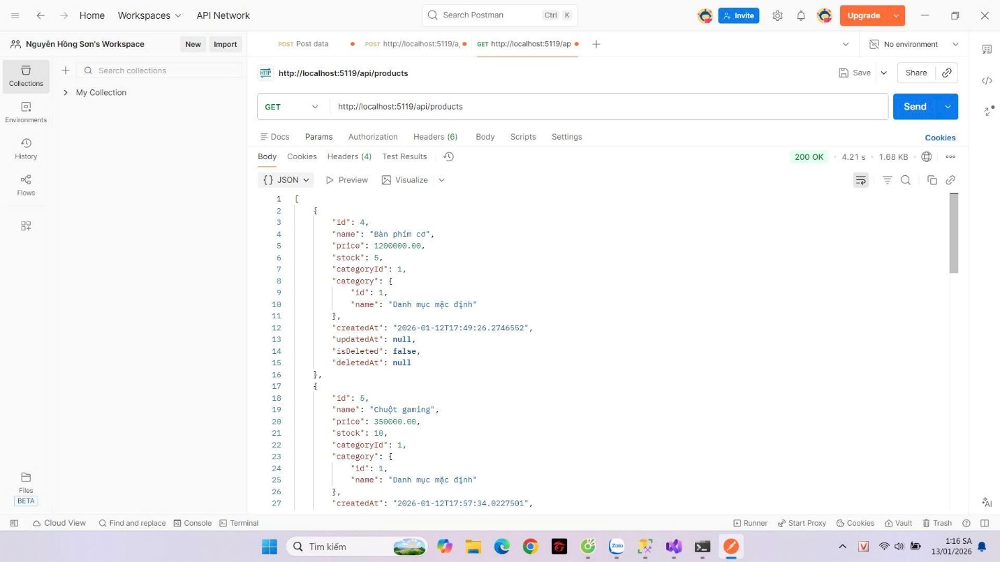 Home Workspaces API Network Search Postman Ctrl K Invite Upgrade
Nguyễn Hồng Sơn's Workspace New Import POST Post data POST http://localhost:5119/a GET http://localhost:5119/ap No environment
Collections Search collections http://localhost:5119/api/products Save Share
My Collection
GET http://localhost:5119/api/products Send
Environments
Docs Params Authorization Headers (6) Body Scripts Settings Cookies
History
Body Cookies Headers (4) Test Results 200 OK • 4.21 s • 1.68 KB
Flows
{} JSON Preview Visualize
1 [
2 {
3 "id": 4,
4 "name": "Bàn phím cơ",
5 "price": 1200000.00,
6 "stock": 5,
7 "categoryId": 1,
8 "category": {
9 "id": 1,
10 "name": "Danh mục mặc định"
11 },
12 "createdAt": "2026-01-12T17:49:26.2746552",
13 "updatedAt": null,
14 "isDeleted": false,
15 "deletedAt": null
16 },
17 {
18 "id": 5,
19 "name": "Chuột gaming",
20 "price": 350000.00,
21 "stock": 10,
22 "categoryId": 1,
23 "category": {
24 "id": 1,
25 "name": "Danh mục mặc định"
26 },
27 "createdAt": "2026-01-12T17:57:34.0227501",
Files
BETA
AI
Cloud View Find and replace Console Terminal Runner Start Proxy Cookies Vault Trash
Tìm kiếm Zalo V 1:16 SA
13/01/2026